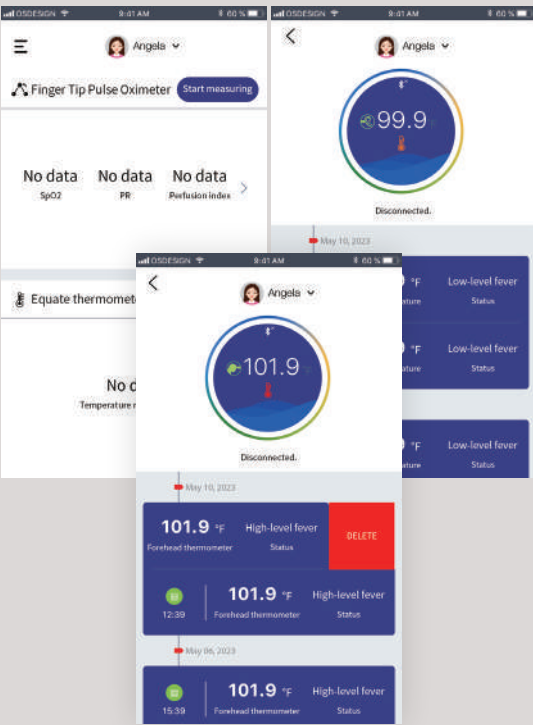 OSDESIGN 9:41 AM 60 %
Angela
Finger Tip Pulse Oximeter Start measuring
No data No data No data
SpO2 PR Perfusion index
Equate thermomet
No d
Temperature
OSDESIGN 9:41 AM 60 %
Angela
99.9
Disconnected.
May 10, 2023
°F Low-level fever
ature Status
°F Low-level fever
ature Status
°F Low-level fever
ature Status
OSDESIGN 9:41 AM 60 %
Angela
101.9
Disconnected.
May 10, 2023
101.9 °F High-level fever DELETE
Forehead thermometer Status
101.9 °F High-level fever
12:39 Forehead thermometer Status
May 06, 2023
101.9 °F High-level fever
15:39 Forehead thermometer Status